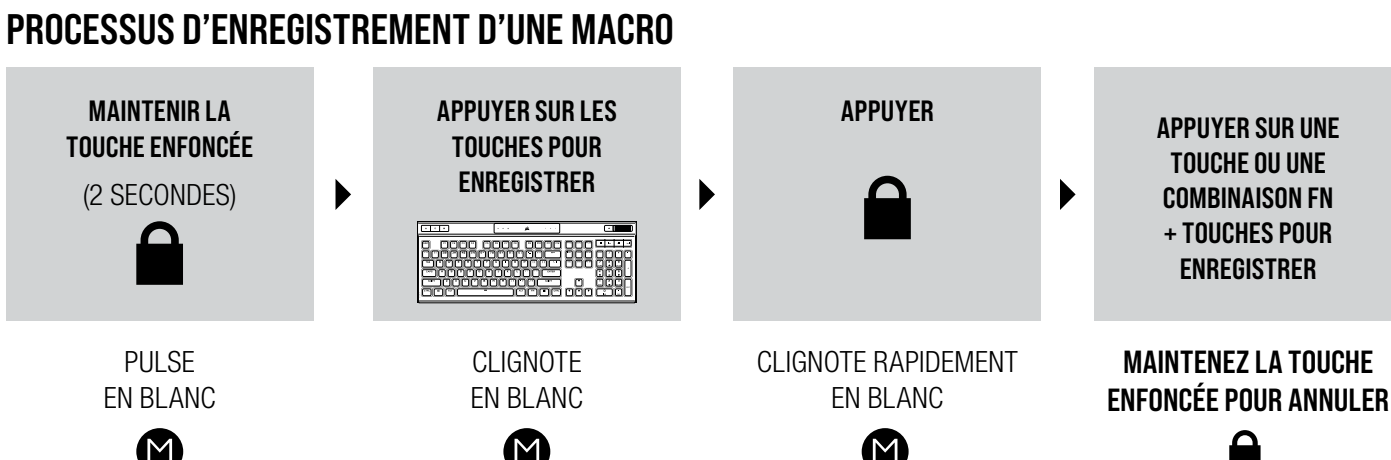 PROCESSUS D'ENREGISTREMENT D'UNE MACRO
MAINTENIR LA
TOUCHE ENFONCÉE
(2 SECONDES)
APPUYER SUR LES
TOUCHES POUR
ENREGISTRER
APPUYER
APPUYER SUR UNE
TOUCHE OU UNE
COMBINAISON FN
+ TOUCHES POUR
ENREGISTRER
PULSE
EN BLANC
M
CLIGNOTE
EN BLANC
M
CLIGNOTE RAPIDEMENT
EN BLANC
M
MAINTENEZ LA TOUCHE
ENFONCÉE POUR ANNULER